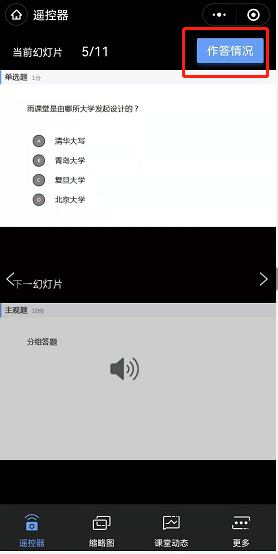 遥控器
当前幻灯片 5/11 作答情况
单选题 1分
雨课堂是由哪所大学发起设计的？
A 清华大写
B 青岛大学
C 复旦大学
D 北京大学
下一幻灯片
主观题 10分
分组答题
遥控器 缩略图 课堂动态 更多